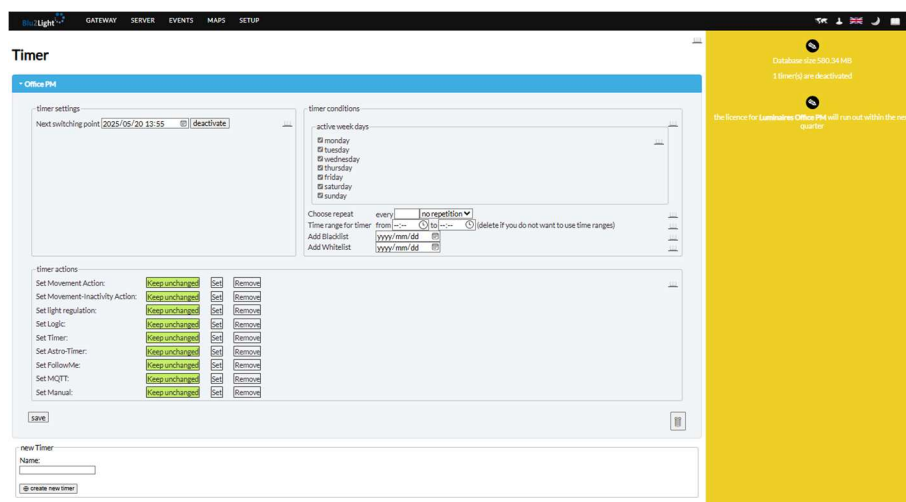 Blu2Light GATEWAY SERVER EVENTS MAPS SETUP
Timer
Office PM
timer settings
Next switching point 2025/05/20 13:55 deactivate
timer conditions
active week days
monday
tuesday
wednesday
thursday
friday
saturday
sunday
Choose repeat every no repetition
Time range for timer from --:-- to --:-- (delete if you do not want to use time ranges)
Add Blacklist yyyy/mm/dd
Add Whitelist yyyy/mm/dd
timer actions
Set Movement Action: Keep unchanged Set Remove
Set Movement-Inactivity Action: Keep unchanged Set Remove
Set light regulation: Keep unchanged Set Remove
Set Logic: Keep unchanged Set Remove
Set Timer: Keep unchanged Set Remove
Set Astro-Timer: Keep unchanged Set Remove
Set FollowMe: Keep unchanged Set Remove
Set MQTT: Keep unchanged Set Remove
Set Manual: Keep unchanged Set Remove
save
new Timer
Name:
create new timer
Database size 580.34 MB
1 timer(s) are deactivated
the licence for Luminaires Office PM will run out within the
quarter